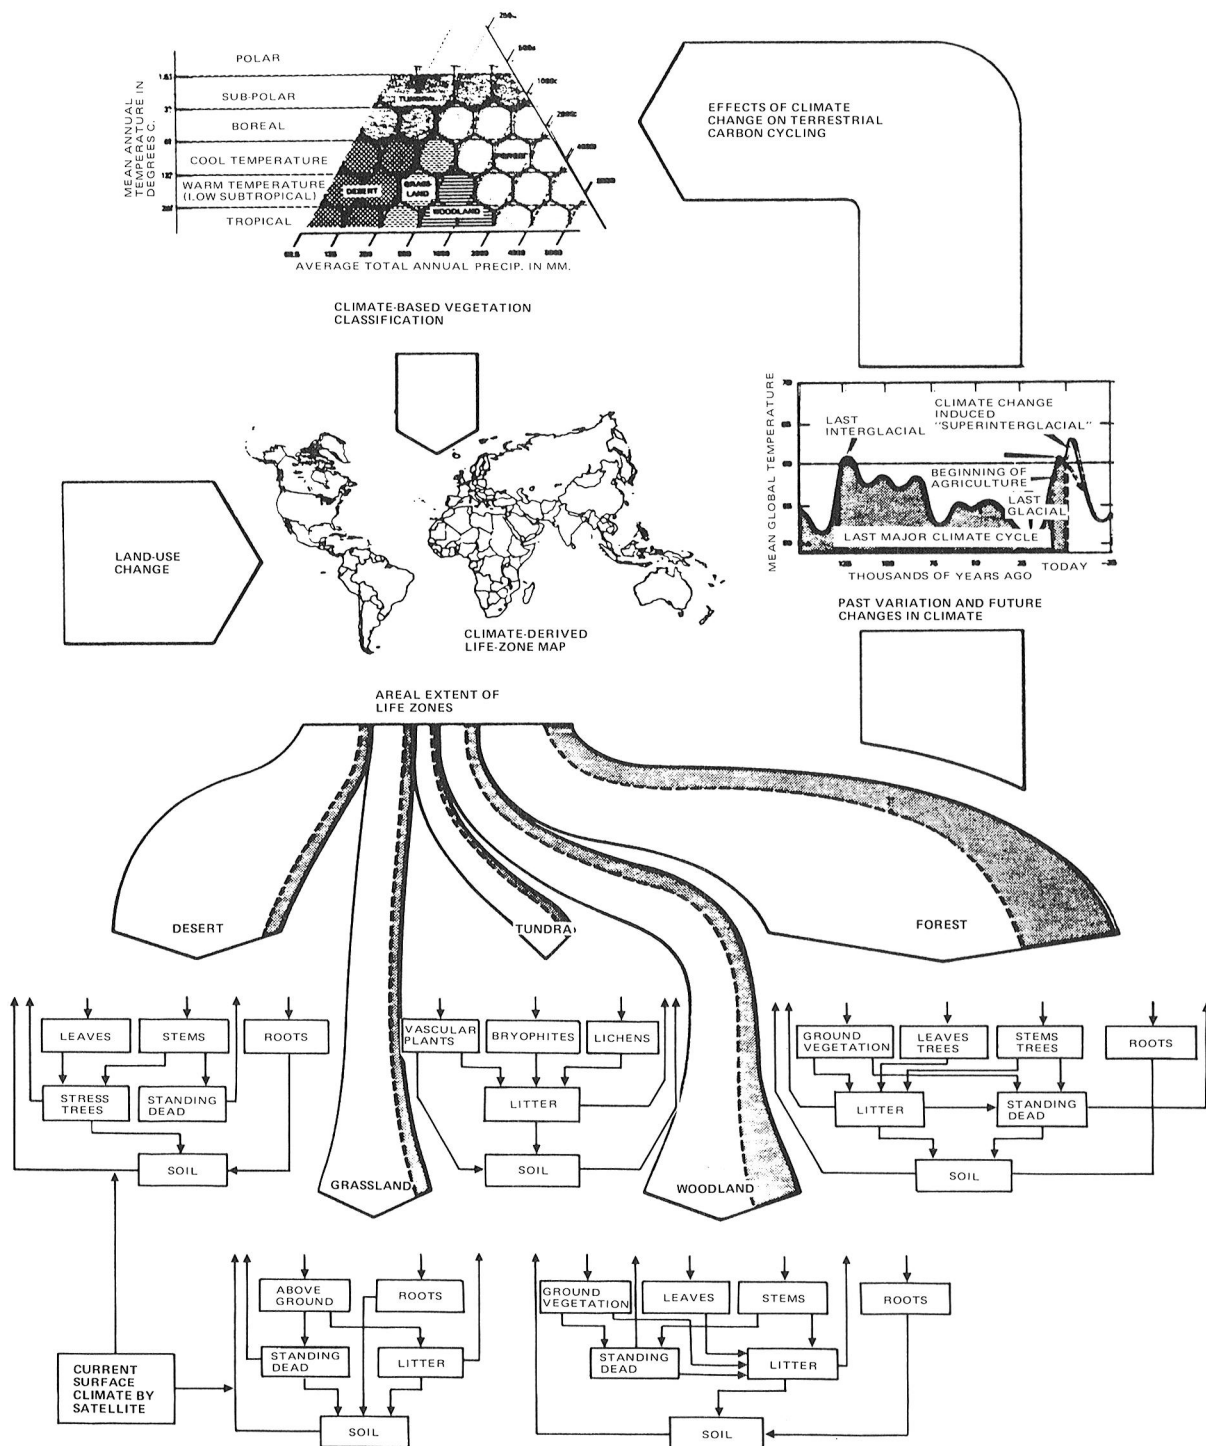 POLAR
SUB-POLAR
BOREAL
COOL TEMPERATURE
WARM TEMPERATURE
(LOW SUBTROPICAL)
TROPICAL
MEAN ANNUAL
TEMPERATURE IN
DEGREES C.
TUNDRA
FOREST
DESERT
GRASS-
LAND
WOODLAND
AVERAGE TOTAL ANNUAL PRECIP. IN MM.
CLIMATE-BASED VEGETATION
CLASSIFICATION
EFFECTS OF CLIMATE
CHANGE ON TERRESTRIAL
CARBON CYCLING
MEAN GLOBAL TEMPERATURE
LAST
INTERGLACIAL
CLIMATE CHANGE
INDUCED
"SUPERINTERGLACIAL"
BEGINNING OF
AGRICULTURE
LAST
GLACIAL
LAST MAJOR CLIMATE CYCLE
TODAY
THOUSANDS OF YEARS AGO
PAST VARIATION AND FUTURE
CHANGES IN CLIMATE
LAND-USE
CHANGE
CLIMATE-DERIVED
LIFE-ZONE MAP
AREAL EXTENT OF
LIFE ZONES
DESERT
TUNDRA
FOREST
GRASSLAND
WOODLAND
LEAVES
STEMS
ROOTS
STRESS
TREES
STANDING
DEAD
SOIL
VASCULAR
PLANTS
BRYOPHITES
LICHENS
LITTER
SOIL
GROUND
VEGETATION
LEAVES
TREES
STEMS
TREES
ROOTS
LITTER
STANDING
DEAD
SOIL
ABOVE
GROUND
ROOTS
STANDING
DEAD
LITTER
SOIL
GROUND
VEGETATION
LEAVES
STEMS
ROOTS
STANDING
DEAD
LITTER
SOIL
CURRENT
SURFACE
CLIMATE BY
SATELLITE